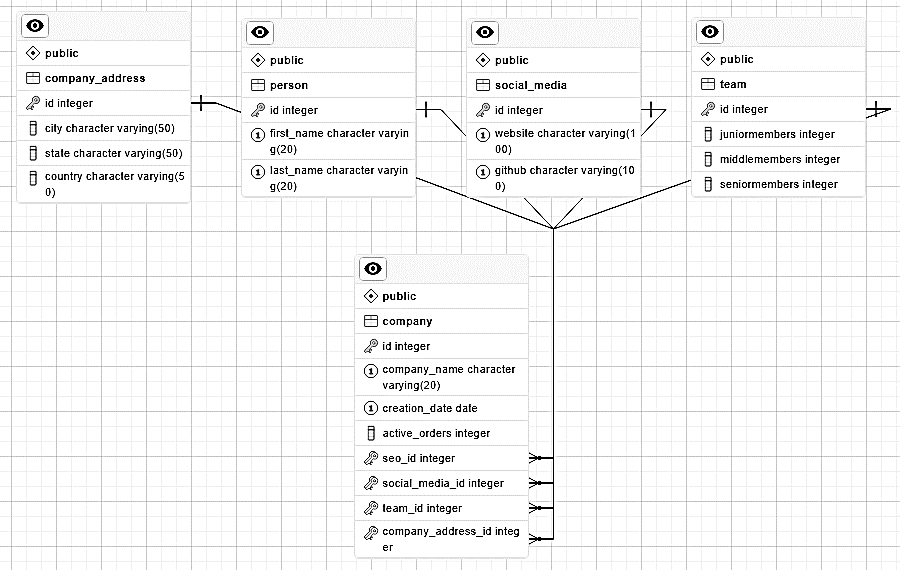 public
company_address
id integer
city character varying(50)
state character varying(50)
country character varying(5
0)
public
person
id integer
first_name character varyin
g(20)
last_name character varyin
g(20)
public
social_media
id integer
website character varying(1
00)
github character varying(10
0)
public
team
id integer
juniormembers integer
middlemembers integer
seniormembers integer
public
company
id integer
company_name character
varying(20)
creation_date date
active_orders integer
seo_id integer
social_media_id integer
team_id integer
company_address_id integ
er